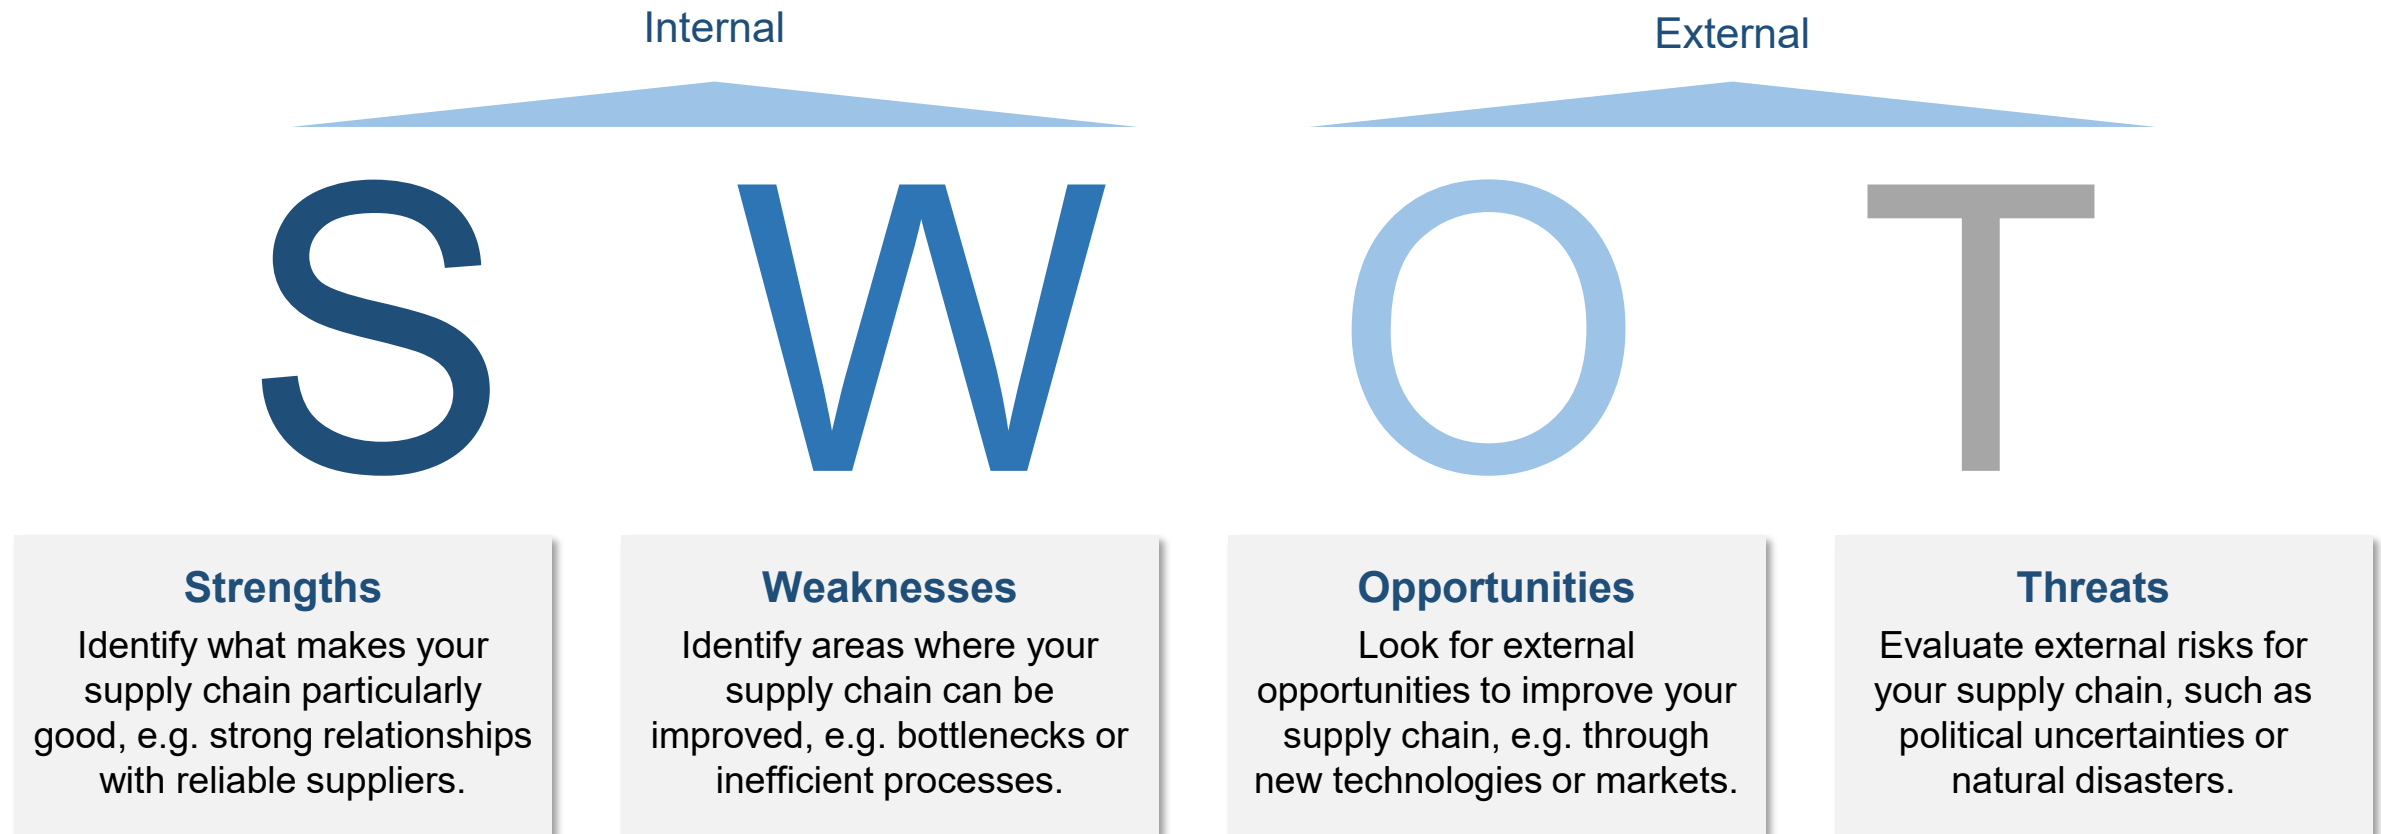 Internal
External
S W O T
Strengths
Identify what makes your
supply chain particularly
good, e.g. strong relationships
with reliable suppliers.
Weaknesses
Identify areas where your
supply chain can be
improved, e.g. bottlenecks or
inefficient processes.
Opportunities
Look for external
opportunities to improve your
supply chain, e.g. through
new technologies or markets.
Threats
Evaluate external risks for
your supply chain, such as
political uncertainties or
natural disasters.